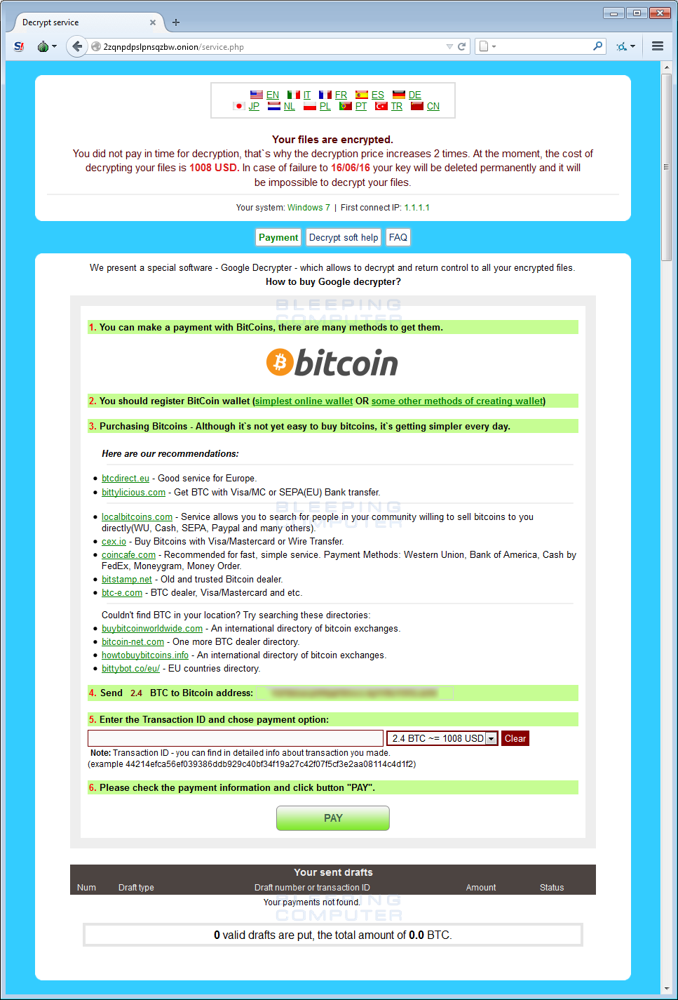 Decrypt service
2zqnpdpslpnsqzbw.onion/service.php
EN IT FR ES DE
JP NL PL PT TR CN
Your files are encrypted.
You did not pay in time for decryption, that`s why the decryption price increases 2 times. At the moment, the cost of
decrypting your files is 1008 USD. In case of failure to 16/06/16 your key will be deleted permanently and it will
be impossible to decrypt your files.
Your system: Windows 7 | First connect IP: 1.1.1.1
Payment Decrypt soft help FAQ
We present a special software - Google Decrypter - which allows to decrypt and return control to all your encrypted files.
How to buy Google decrypter?
BLEEPING
COMPUTER
1. You can make a payment with BitCoins, there are many methods to get them.
bitcoin
2. You should register BitCoin wallet (simplest online wallet OR some other methods of creating wallet)
3. Purchasing Bitcoins - Although it`s not yet easy to buy bitcoins, it`s getting simpler every day.
Here are our recommendations:
btcdirect.eu - Good service for Europe.
bittylicious.com - Get BTC with Visa/MC or SEPA(EU) Bank transfer.
BLEEPING
COMPUTER
localbitcoins.com - Service allows you to search for people in your community willing to sell bitcoins to you
directly(WU, Cash, SEPA, Paypal and many others).
cex.io - Buy Bitcoins with Visa/Mastercard or Wire Transfer.
coincafe.com - Recommended for fast, simple service. Payment Methods: Western Union, Bank of America, Cash by
FedEx, Moneygram, Money Order.
bitstamp.net - Old and trusted Bitcoin dealer.
btc-e.com - BTC dealer, Visa/Mastercard and etc.
Couldn't find BTC in your location? Try searching these directories:
buybitcoinworldwide.com - An international directory of bitcoin exchanges.
bitcoin-net.com - One more BTC dealer directory.
howtobuybitcoins.info - An international directory of bitcoin exchanges.
bittybot.co/eu/ - EU countries directory.
4. Send 2.4 BTC to Bitcoin address:
5. Enter the Transaction ID and chose payment option:
2.4 BTC ~= 1008 USD Clear
Note: Transaction ID - you can find in detailed info about transaction you made.
(example 44214efca56ef039386ddb929c40bf34f19a27c42f07f5cf3e2aa08114c4d1f2)
6. Please check the payment information and click button "PAY".
PAY
Your sent drafts
Num Draft type Draft number or transaction ID Amount Status
Your payments not found.
BLEEPING
COMPUTER
0 valid drafts are put, the total amount of 0.0 BTC.